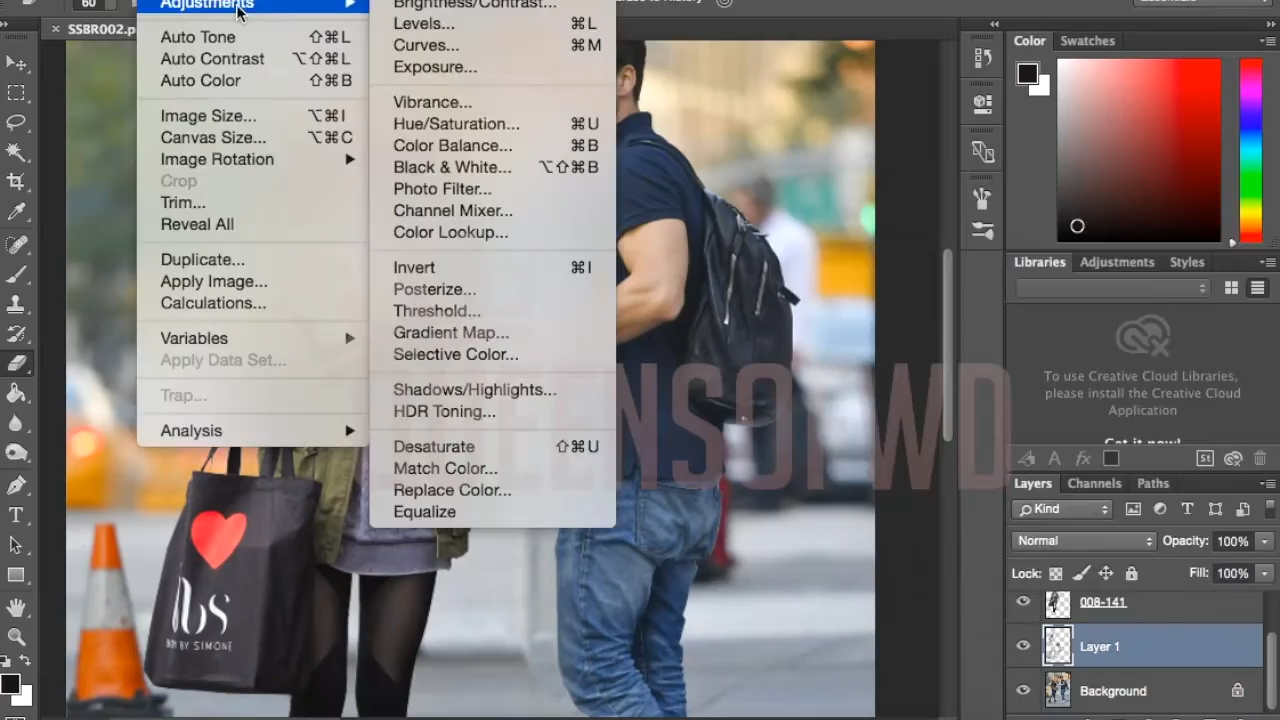 60
to History
SSBR002.p
Adjustments
Auto Tone ⇧⌘L
Auto Contrast ⌥⇧⌘L
Auto Color ⇧⌘B
Image Size... ⌥⌘I
Canvas Size... ⌥⌘C
Image Rotation
Crop
Trim...
Reveal All
Duplicate...
Apply Image...
Calculations...
Variables
Apply Data Set...
Trap...
Analysis
Brightness/Contrast...
Levels... ⌘L
Curves... ⌘M
Exposure...
Vibrance...
Hue/Saturation... ⌘U
Color Balance... ⌘B
Black & White... ⌥⇧⌘B
Photo Filter...
Channel Mixer...
Color Lookup...
Invert ⌘I
Posterize...
Threshold...
Gradient Map...
Selective Color...
Shadows/Highlights...
HDR Toning...
Desaturate ⇧⌘U
Match Color...
Replace Color...
Equalize
bs
BY SIMONE
Color Swatches
Libraries Adjustments Styles
To use Creative Cloud Libraries,
please install the Creative Cloud
Application
Get it now!
Layers Channels Paths
Kind
Normal Opacity: 100%
Lock: Fill: 100%
008-141
Layer 1
Background